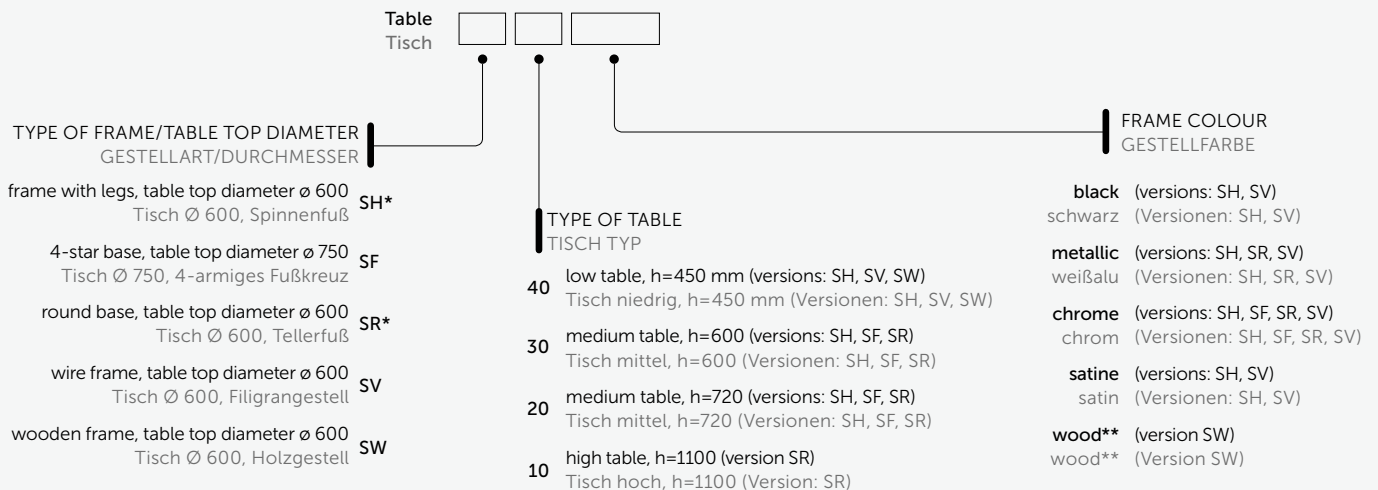 Table
Tisch
TYPE OF FRAME/TABLE TOP DIAMETER
GESTELLART/DURCHMESSER
frame with legs, table top diameter ø 600
Tisch Ø 600, Spinnenfuß
SH*
4-star base, table top diameter ø 750
Tisch Ø 750, 4-armiges Fußkreuz
SF
round base, table top diameter ø 600
Tisch Ø 600, Tellerfuß
SR*
wire frame, table top diameter ø 600
Tisch Ø 600, Filigrangestell
SV
wooden frame, table top diameter ø 600
Tisch Ø 600, Holzgestell
SW
TYPE OF TABLE
TISCH TYP
40
low table, h=450 mm (versions: SH, SV, SW)
Tisch niedrig, h=450 mm (Versionen: SH, SV, SW)
30
medium table, h=600 (versions: SH, SF, SR)
Tisch mittel, h=600 (Versionen: SH, SF, SR)
20
medium table, h=720 (versions: SH, SF, SR)
Tisch mittel, h=720 (Versionen: SH, SF, SR)
10
high table, h=1100 (version SR)
Tisch hoch, h=1100 (Version: SR)
FRAME COLOUR
GESTELLFARBE
black (versions: SH, SV)
schwarz (Versionen: SH, SV)
metallic (versions: SH, SR, SV)
weißalu (Versionen: SH, SR, SV)
chrome (versions: SH, SF, SR, SV)
chrom (Versionen: SH, SF, SR, SV)
satine (versions: SH, SV)
satin (Versionen: SH, SV)
wood** (version SW)
wood** (Version SW)